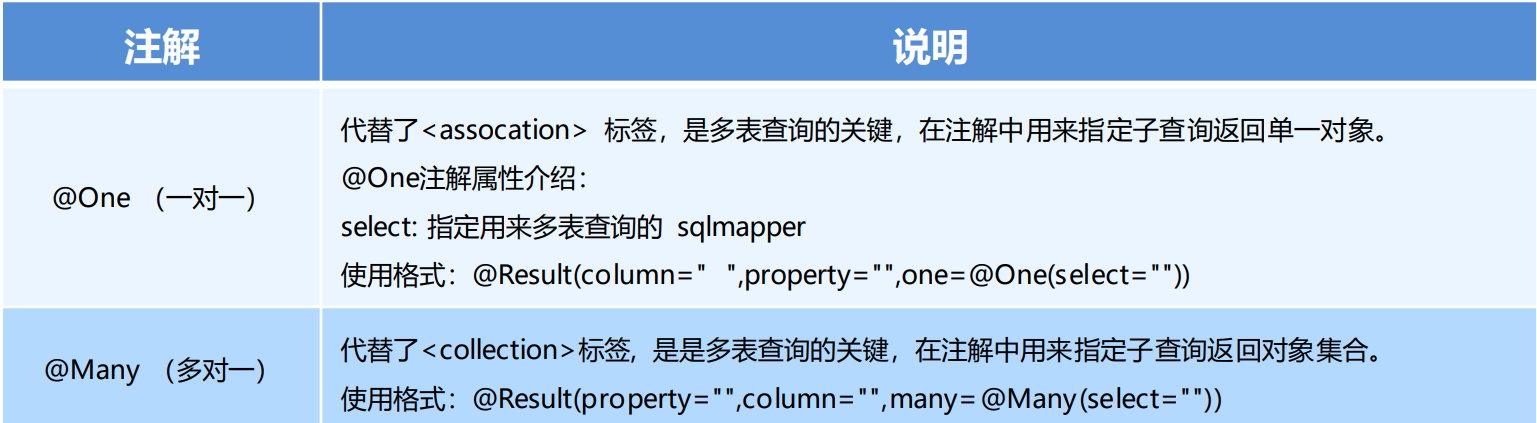 注解
说明
@One （一对一）
代替了<assocation> 标签，是多表查询的关键，在注解中用来指定子查询返回单一对象。
@One注解属性介绍：
select: 指定用来多表查询的 sqlmapper
使用格式：@Result(column=" ",property="",one=@One(select=""))
@Many （多对一）
代替了<collection>标签, 是是多表查询的关键，在注解中用来指定子查询返回对象集合。
使用格式：@Result(property="",column="",many=@Many(select=""))